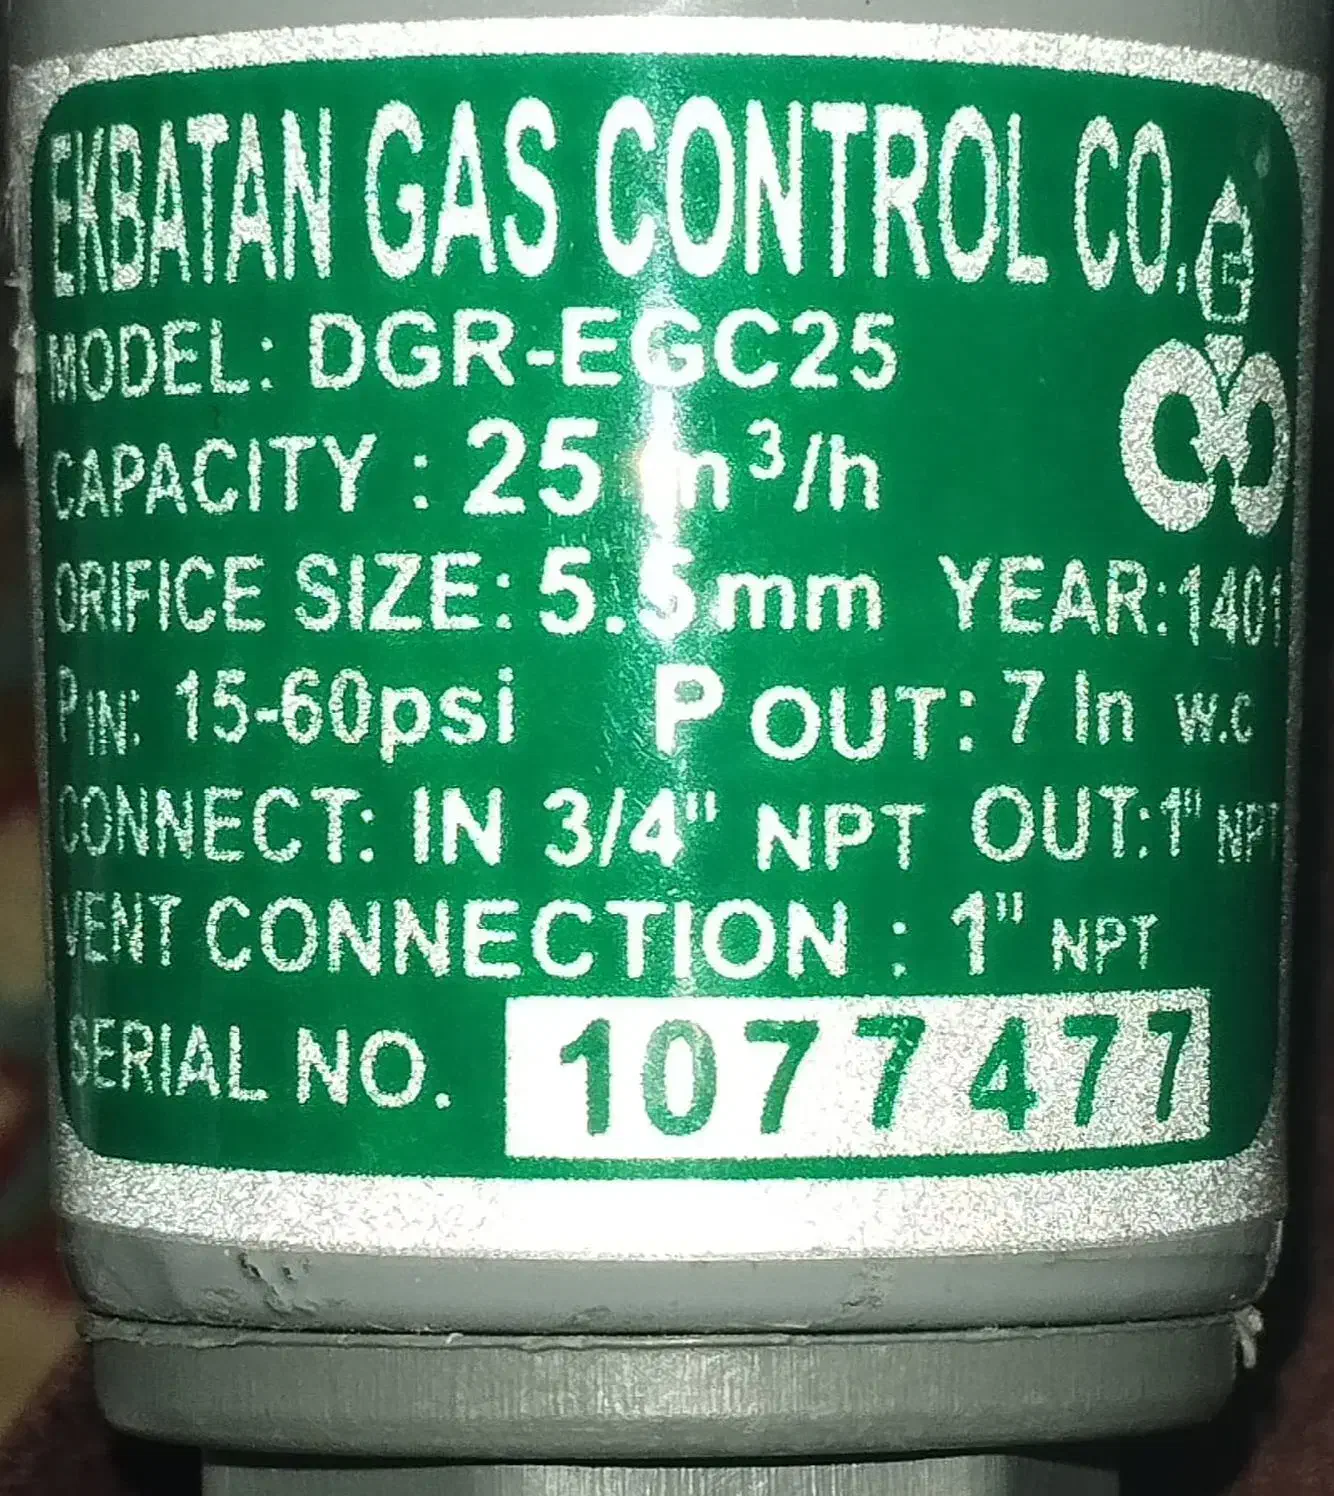 EKBATAN GAS CONTROL CO.
MODEL: DGR-EGC25
CAPACITY : 25 m³/h
ORIFICE SIZE: 5.5mm YEAR:1401
PIN: 15-60psi P OUT: 7 In w.c
CONNECT: IN 3/4" NPT OUT:1" NPT
VENT CONNECTION : 1" NPT
SERIAL NO. 1077477